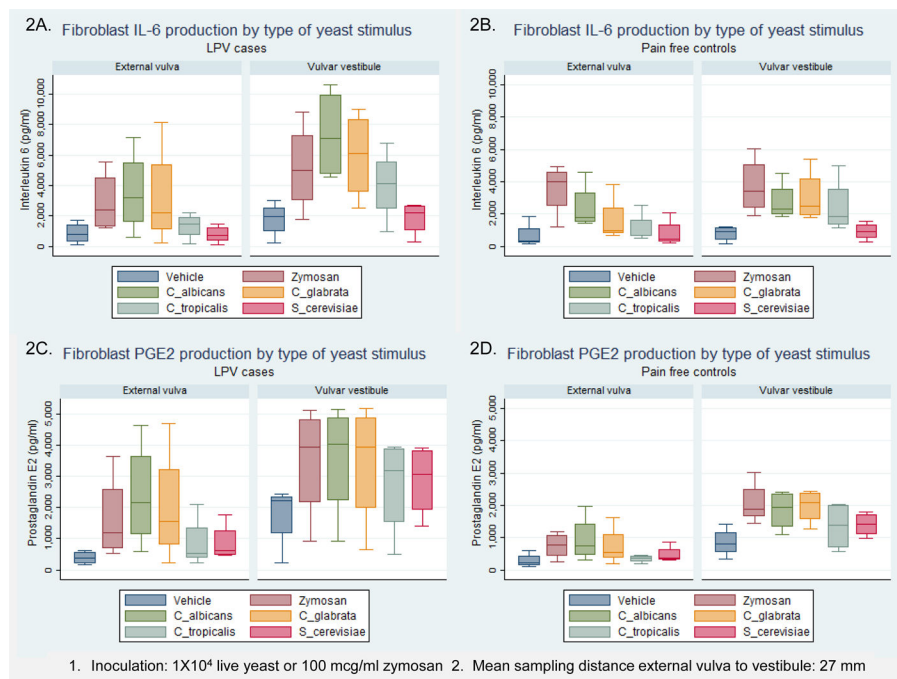 2A. Fibroblast IL-6 production by type of yeast stimulus
LPV cases
External vulva
Vulvar vestibule
Interleukin 6 (pg/ml)
10,000
8,000
6,000
4,000
2,000
0
Vehicle
Zymosan
C_albicans
C_glabrata
C_tropicalis
S_cerevisiae
2B. Fibroblast IL-6 production by type of yeast stimulus
Pain free controls
External vulva
Vulvar vestibule
Interleukin 6 (pg/ml)
10,000
8,000
6,000
4,000
2,000
0
Vehicle
Zymosan
C_albicans
C_glabrata
C_tropicalis
S_cerevisiae
2C. Fibroblast PGE2 production by type of yeast stimulus
LPV cases
External vulva
Vulvar vestibule
Prostaglandin E2 (pg/ml)
5,000
4,000
3,000
2,000
1,000
0
Vehicle
Zymosan
C_albicans
C_glabrata
C_tropicalis
S_cerevisiae
2D. Fibroblast PGE2 production by type of yeast stimulus
Pain free controls
External vulva
Vulvar vestibule
Prostaglandin E2 (pg/ml)
5,000
4,000
3,000
2,000
1,000
0
Vehicle
Zymosan
C_albicans
C_glabrata
C_tropicalis
S_cerevisiae
1. Inoculation: 1X10⁴ live yeast or 100 mcg/ml zymosan 2. Mean sampling distance external vulva to vestibule: 27 mm